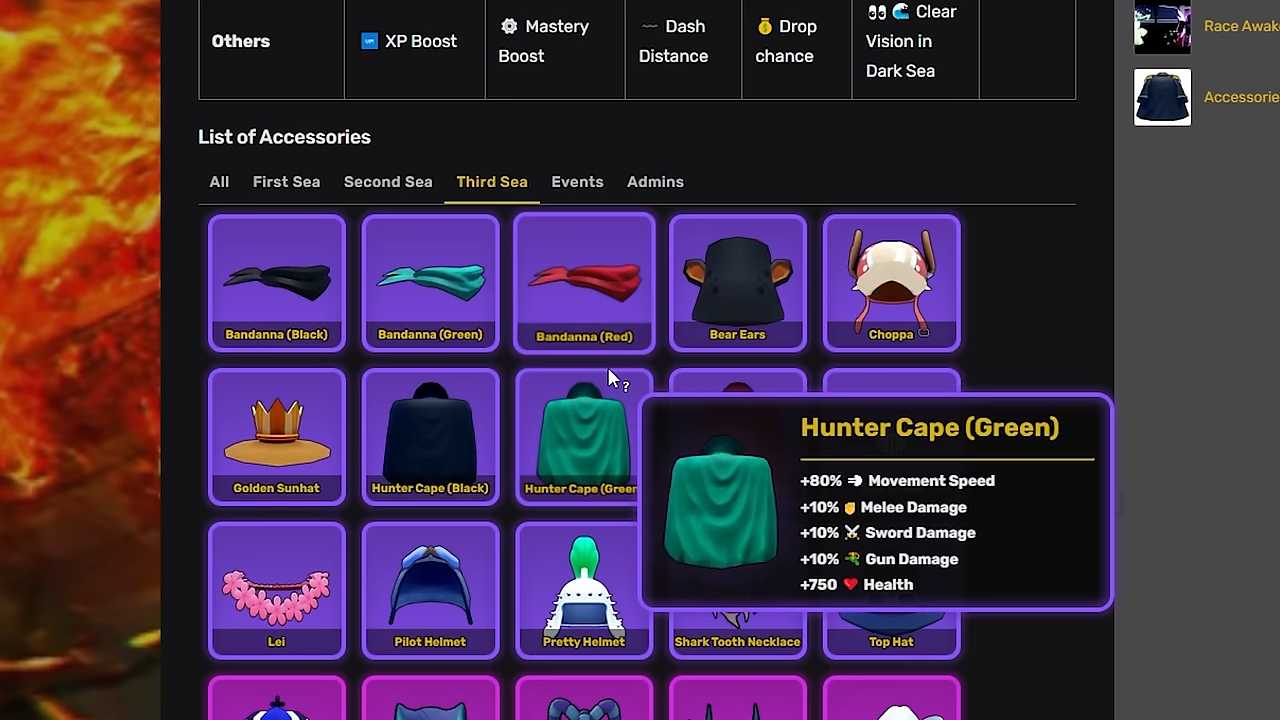 Others
XP Boost
Mastery
Boost
Dash
Distance
Drop
chance
Clear
Vision in
Dark Sea
Race Awak
Accessorie
List of Accessories
All First Sea Second Sea Third Sea Events Admins
Bandanna (Black)
Bandanna (Green)
Bandanna (Red)
Bear Ears
Choppa
Golden Sunhat
Hunter Cape (Black)
Hunter Cape (Green
Hunter Cape (Green)
+80% Movement Speed
+10% Melee Damage
+10% Sword Damage
+10% Gun Damage
+750 Health
Lei
Pilot Helmet
Pretty Helmet
Shark Tooth Necklace
Top Hat